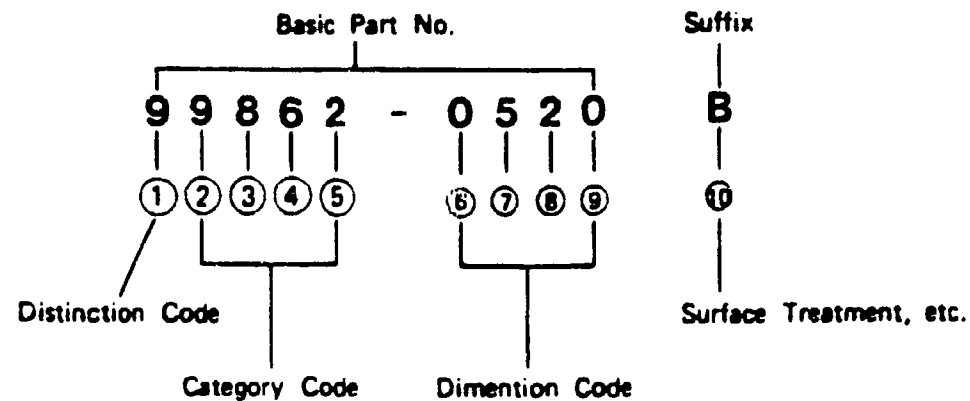 Basic Part No. Suffix
9 9 8 6 2 - 0 5 2 0 B
① ② ③ ④ ⑤ ⑥ ⑦ ⑧ ⑨ ⑩
Distinction Code Surface Treatment, etc.
Category Code Dimention Code